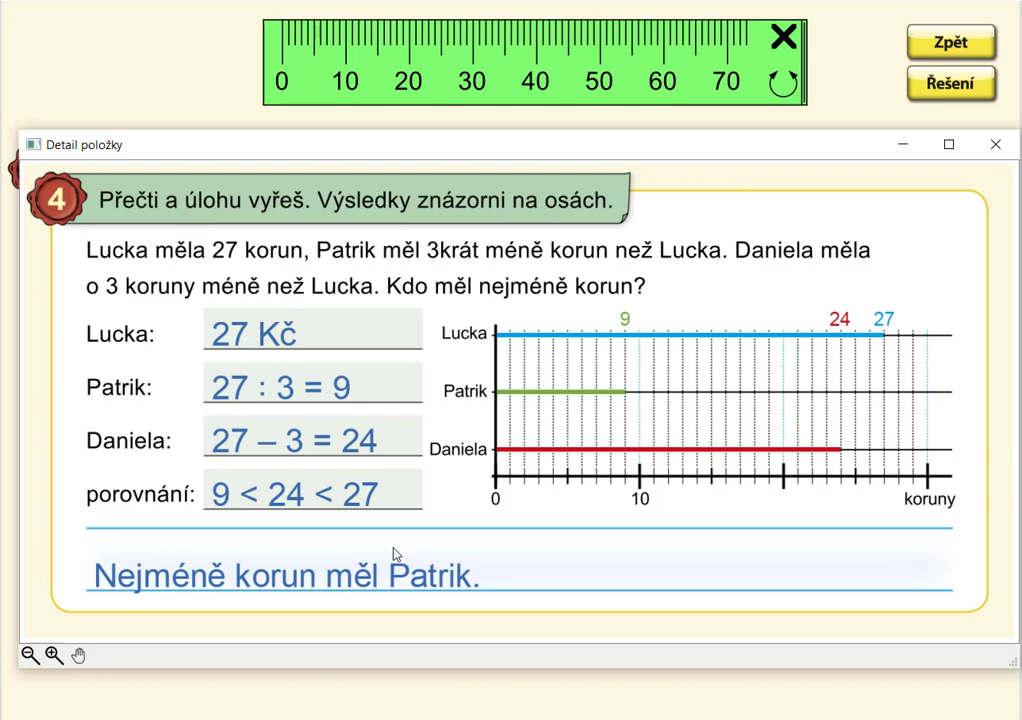 0 10 20 30 40 50 60 70
Zpět
Řešení
Detail položky
4 Přečti a úlohu vyřeš. Výsledky znázorni na osách.
Lucka měla 27 korun, Patrik měl 3krát méně korun než Lucka. Daniela měla
o 3 koruny méně než Lucka. Kdo měl nejméně korun?
Lucka: 27 Kč
Patrik: 27 : 3 = 9
Daniela: 27 – 3 = 24
porovnání: 9 < 24 < 27
9 24 27
Lucka
Patrik
Daniela
0 10 koruny
Nejméně korun měl Patrik.